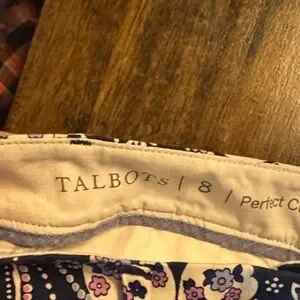 TALBOTS | 8 | Perfect